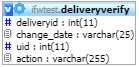 ifwtest.deliveryverify
deliveryid : int(11)
change_date : varchar(25)
uid : int(11)
action : varchar(255)